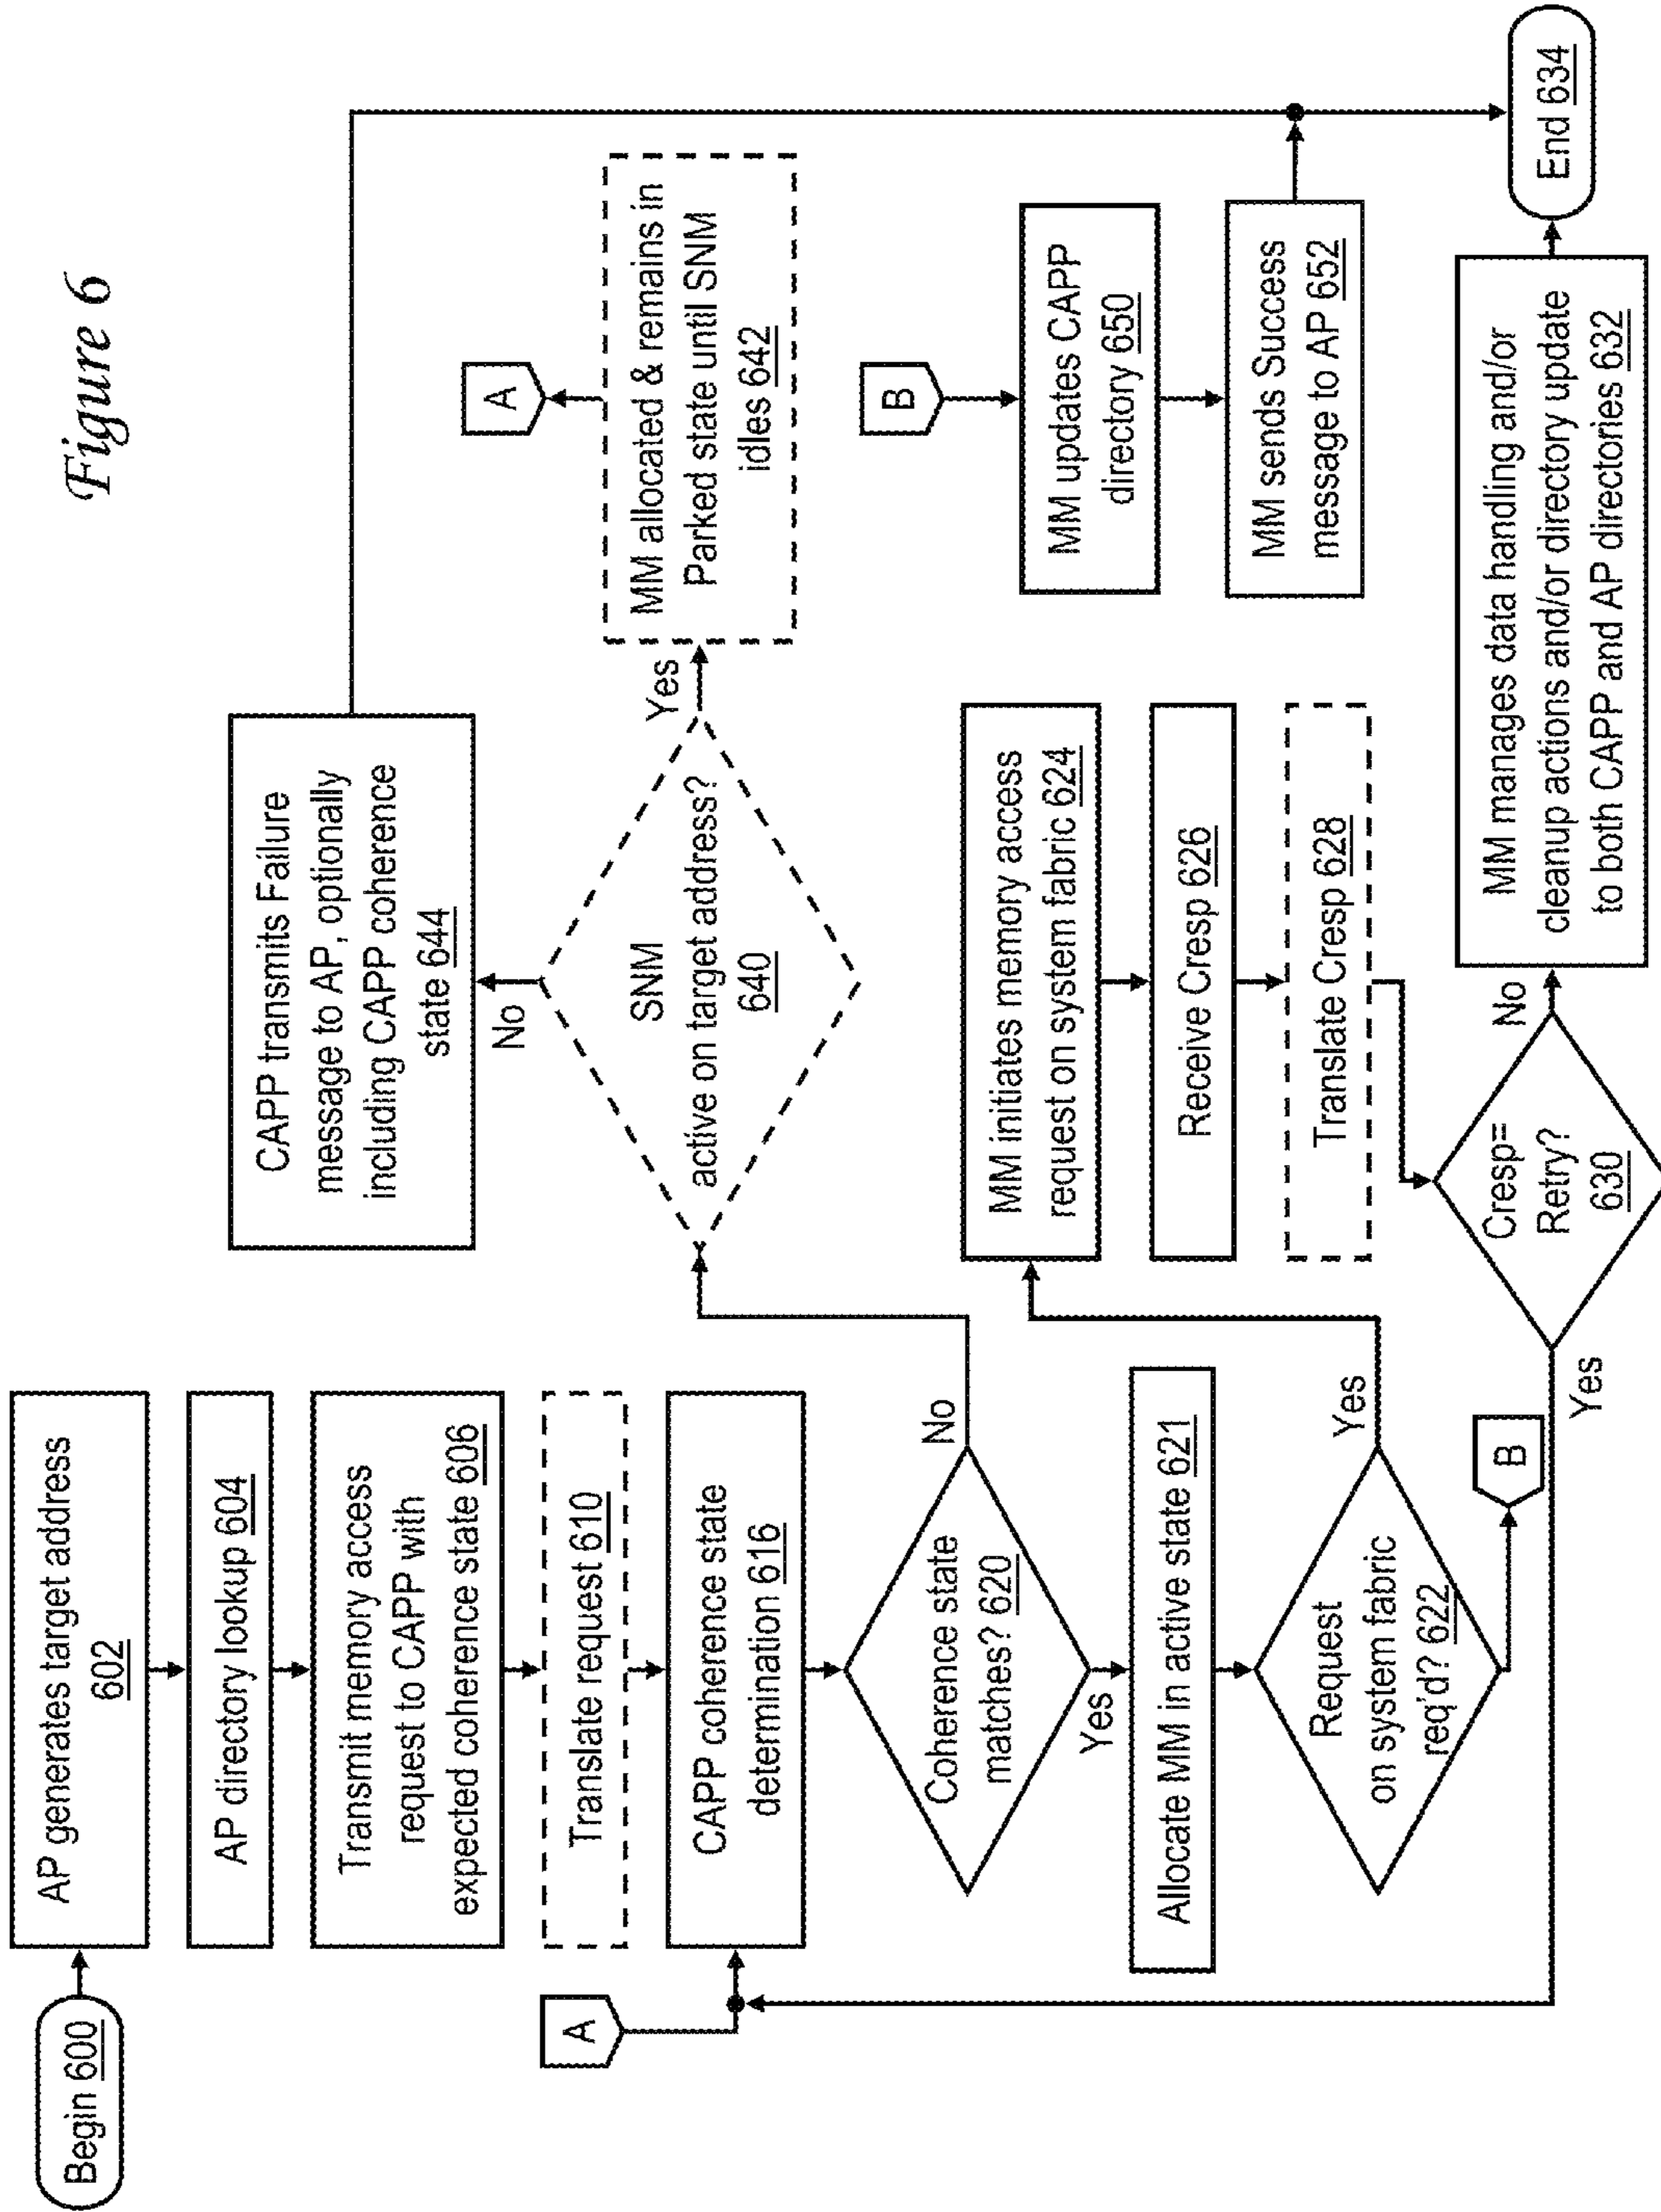 Figure 6
Begin 600
AP generates target address
602
AP directory lookup 604
Transmit memory access
request to CAPP with
expected coherence state 606
Translate request 610
A
CAPP coherence state
determination 616
Coherence state
matches? 620
No
Yes
Allocate MM in active state 621
Request
on system fabric
req'd? 622
Yes
B
CAPP transmits Failure
message to AP, optionally
including CAPP coherence
state 644
No
SNM
active on target address?
640
Yes
MM allocated & remains in
Parked state until SNM
idles 642
A
MM initiates memory access
request on system fabric 624
Receive Cresp 626
Translate Cresp 628
Cresp=
Retry?
630
Yes
No
B
MM updates CAPP
directory 650
MM sends Success
message to AP 652
MM manages data handling and/or
cleanup actions and/or directory update
to both CAPP and AP directories 632
End 634